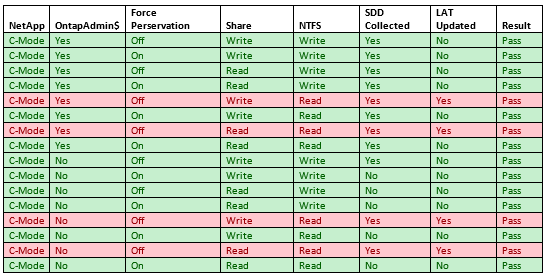 Force SDD LAT
NetApp OntapAdmin$ Perservation Share NTFS Collected Updated Result
C-Mode Yes Off Write Write Yes No Pass
C-Mode Yes On Write Write Yes No Pass
C-Mode Yes Off Read Write Yes No Pass
C-Mode Yes On Read Write Yes No Pass
C-Mode Yes Off Write Read Yes Yes Pass
C-Mode Yes On Write Read Yes No Pass
C-Mode Yes Off Read Read Yes Yes Pass
C-Mode Yes On Read Read Yes No Pass
C-Mode No Off Write Write Yes No Pass
C-Mode No On Write Write No No Pass
C-Mode No Off Read Write No No Pass
C-Mode No On Read Write No No Pass
C-Mode No Off Write Read Yes Yes Pass
C-Mode No On Write Read No No Pass
C-Mode No Off Read Read Yes Yes Pass
C-Mode No On Read Read No No Pass